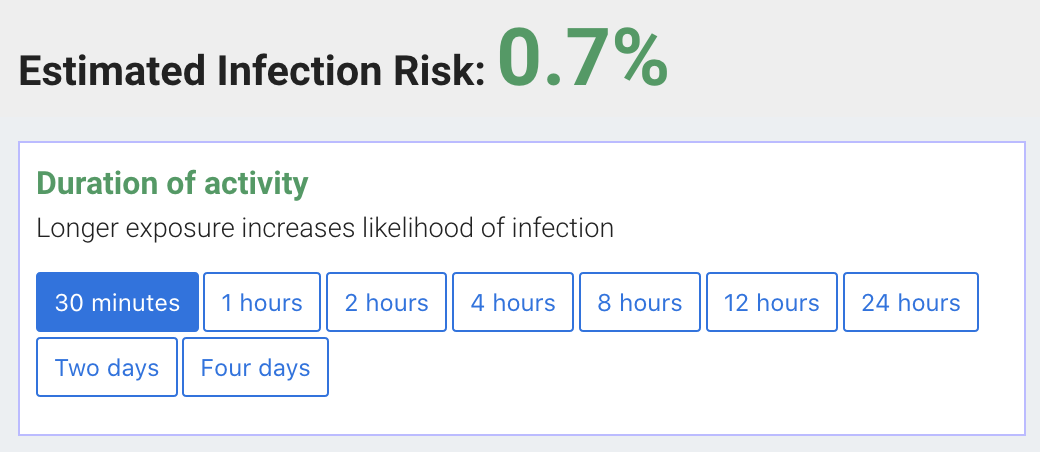 Estimated Infection Risk: 0.7%
Duration of activity
Longer exposure increases likelihood of infection
30 minutes 1 hours 2 hours 4 hours 8 hours 12 hours 24 hours
Two days Four days